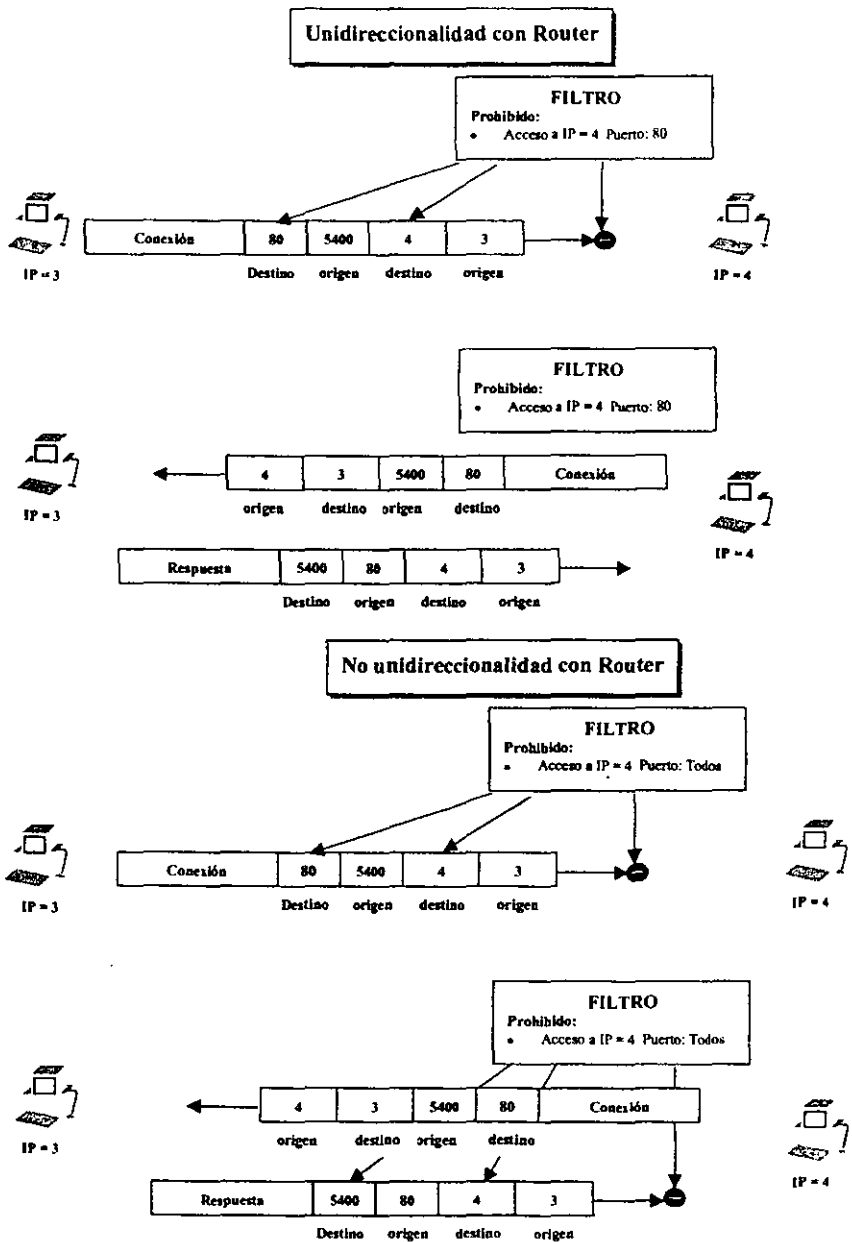 Unidireccionalidad con Router
FILTRO
Prohibido:
• Acceso a IP = 4 Puerto: 80
IP = 3
Conexión 80 5400 4 3
Destino origen destino origen
IP = 4
FILTRO
Prohibido:
• Acceso a IP = 4 Puerto: 80
IP = 3
4 3 5400 80 Conexión
origen destino origen destino
IP = 4
Respuesta 5400 80 4 3
Destino origen destino origen
No unidireccionalidad con Router
FILTRO
Prohibido:
• Acceso a IP = 4 Puerto: Todos
IP = 3
Conexión 80 5400 4 3
Destino origen destino origen
IP = 4
FILTRO
Prohibido:
• Acceso a IP = 4 Puerto: Todos
IP = 3
4 3 5400 80 Conexión
origen destino origen destino
IP = 4
Respuesta 5400 80 4 3
Destino origen destino origen